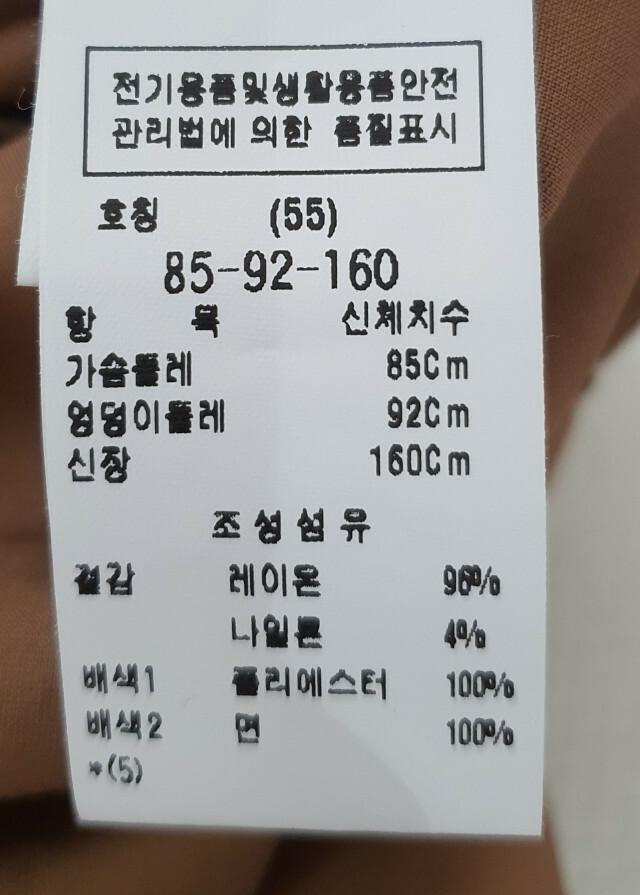 전기용품및생활용품안전
관리법에 의한 품질표시
호칭 (55)
85-92-160
항 목 신체치수
가슴둘레 85Cm
엉덩이둘레 92Cm
신장 160Cm
조성섬유
겉감 레이온 96%
나일론 4%
배색1 폴리에스터 100%
배색2 면 100%
*(5)